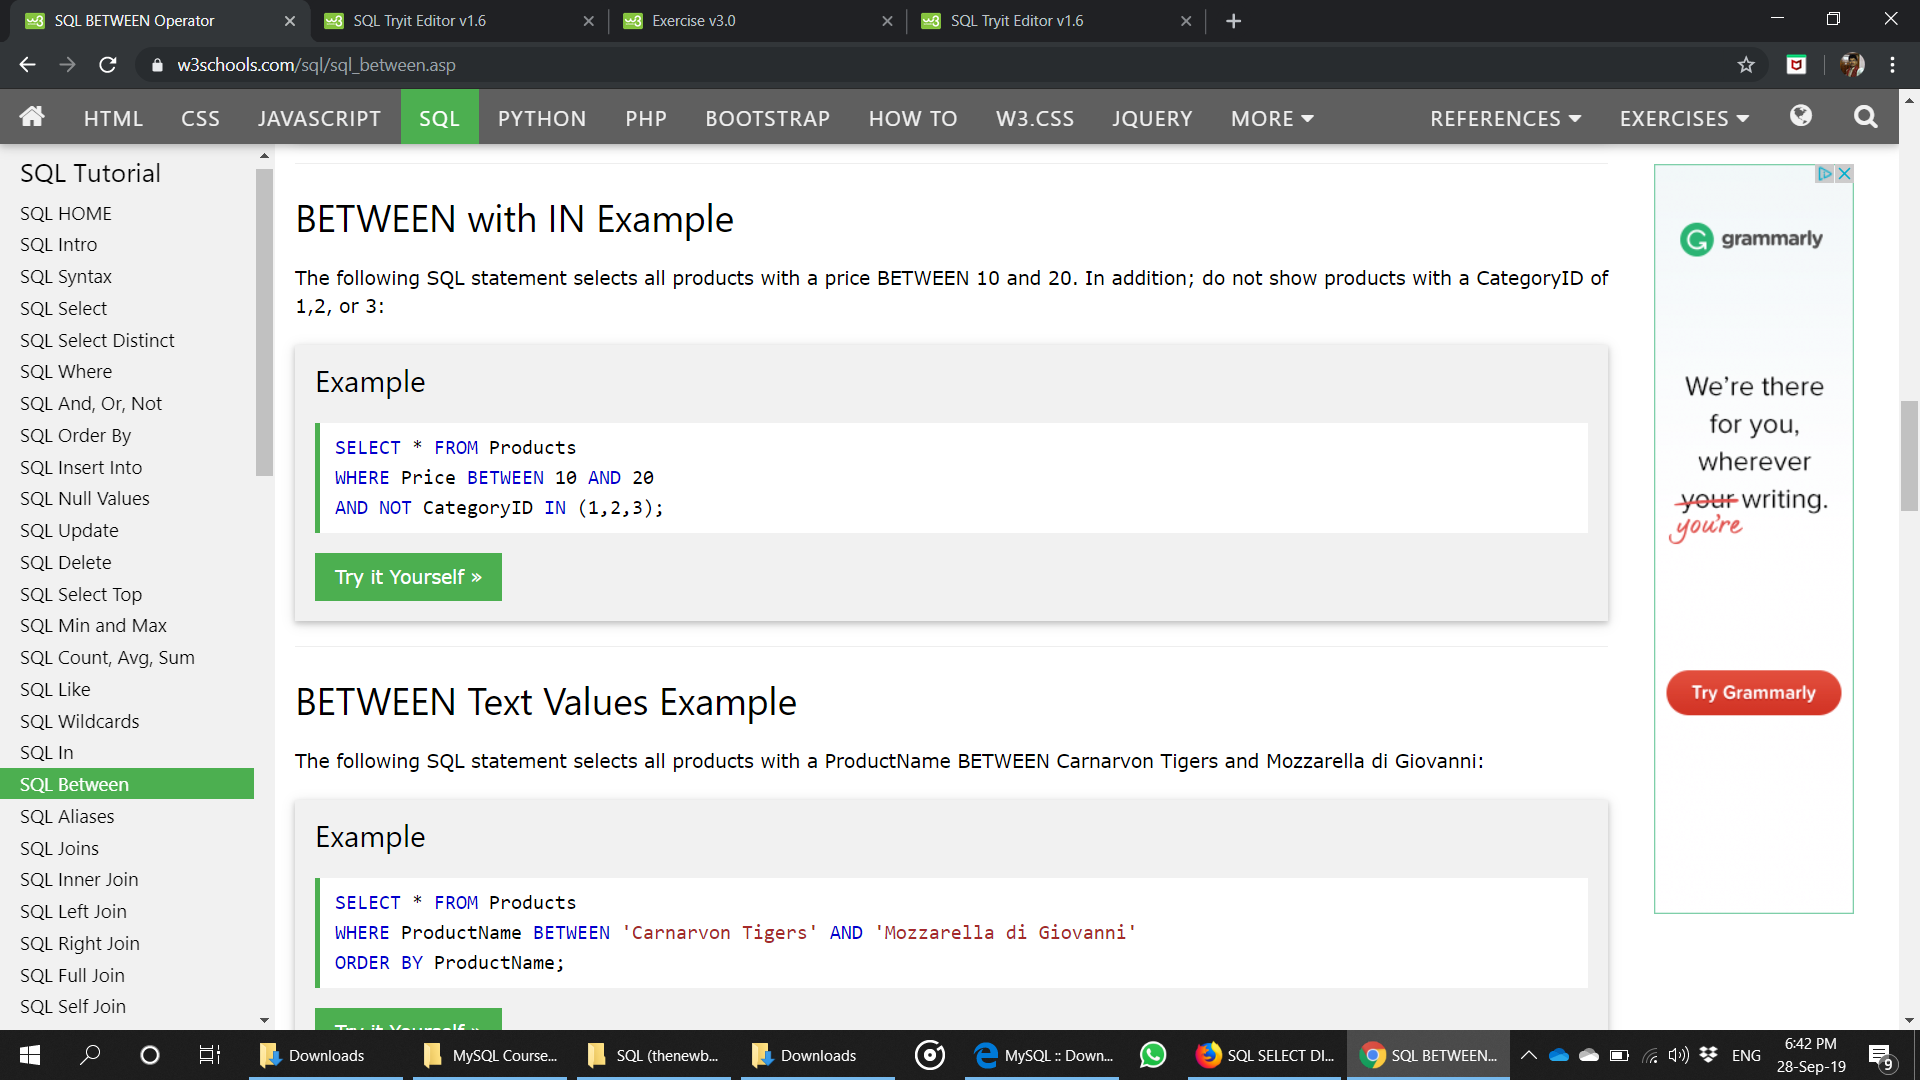 SQL BETWEEN Operator
SQL Tryit Editor v1.6
Exercise v3.0
SQL Tryit Editor v1.6
w3schools.com/sql/sql_between.asp
HTML CSS JAVASCRIPT SQL PYTHON PHP BOOTSTRAP HOW TO W3.CSS JQUERY MORE REFERENCES EXERCISES
SQL Tutorial
SQL HOME
SQL Intro
SQL Syntax
SQL Select
SQL Select Distinct
SQL Where
SQL And, Or, Not
SQL Order By
SQL Insert Into
SQL Null Values
SQL Update
SQL Delete
SQL Select Top
SQL Min and Max
SQL Count, Avg, Sum
SQL Like
SQL Wildcards
SQL In
SQL Between
SQL Aliases
SQL Joins
SQL Inner Join
SQL Left Join
SQL Right Join
SQL Full Join
SQL Self Join
BETWEEN with IN Example
The following SQL statement selects all products with a price BETWEEN 10 and 20. In addition; do not show products with a CategoryID of
1,2, or 3:
Example
SELECT * FROM Products
WHERE Price BETWEEN 10 AND 20
AND NOT CategoryID IN (1,2,3);
Try it Yourself »
BETWEEN Text Values Example
The following SQL statement selects all products with a ProductName BETWEEN Carnarvon Tigers and Mozzarella di Giovanni:
Example
SELECT * FROM Products
WHERE ProductName BETWEEN 'Carnarvon Tigers' AND 'Mozzarella di Giovanni'
ORDER BY ProductName;
Try it Yourself »
grammarly
We're there
for you,
wherever
your writing.
you're
Try Grammarly
Downloads
MySQL Course...
SQL (thenewb...
Downloads
MySQL :: Down...
SQL SELECT DI...
SQL BETWEEN...
ENG
6:42 PM
28-Sep-19
9